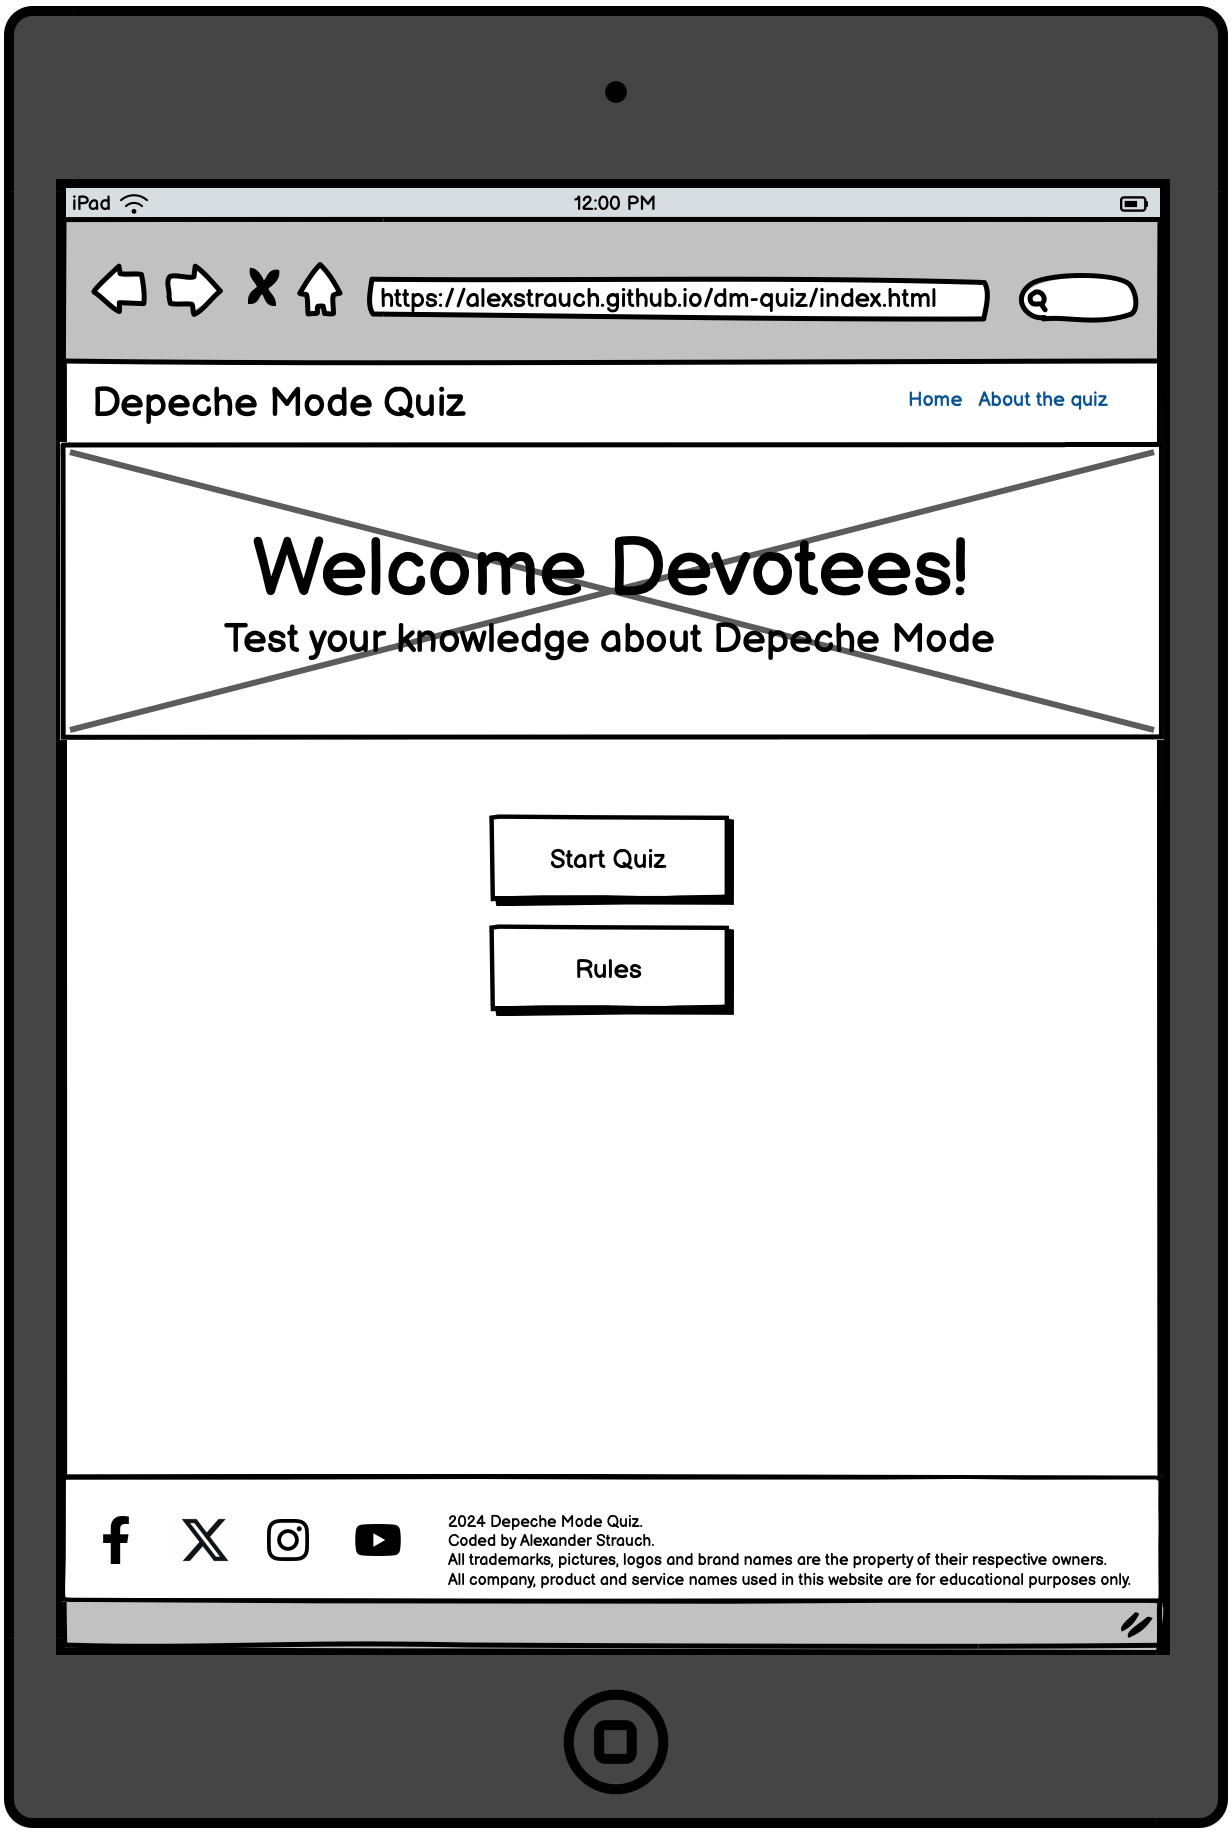 iPad
12:00 PM
https://alexstrauch.github.io/dm-quiz/index.html
Depeche Mode Quiz
Home About the quiz
Welcome Devotees!
Test your knowledge about Depeche Mode
Start Quiz
Rules
2024 Depeche Mode Quiz.
Coded by Alexander Strauch.
All trademarks, pictures, logos and brand names are the property of their respective owners.
All company, product and service names used in this website are for educational purposes only.